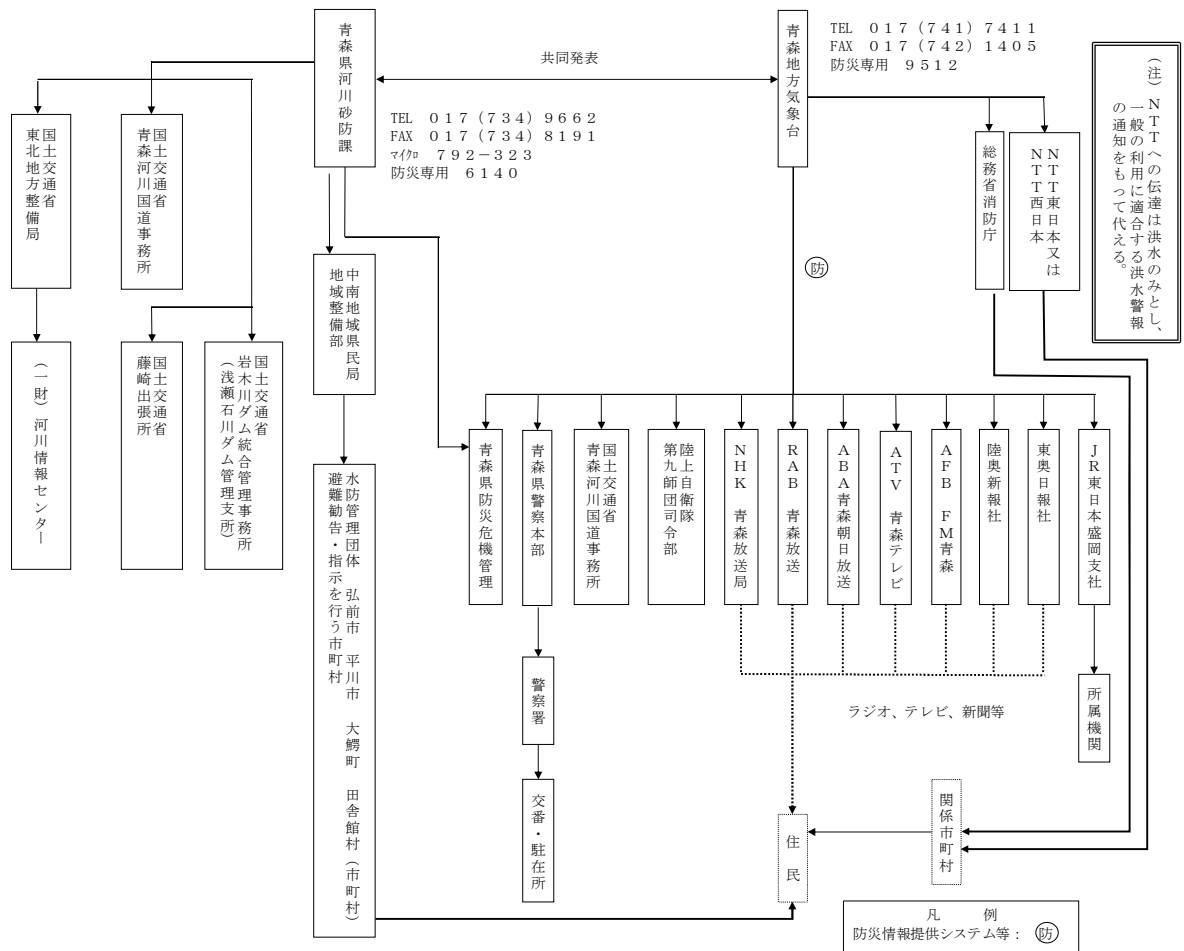 青森県河川砂防課
共同発表
青森地方気象台
TEL 017(741)7411
FAX 017(742)1405
防災専用 9512
TEL 017(734)9662
FAX 017(734)8191
マイクロ 792-323
防災専用 6140
(注)NTTへの伝達は洪水のみとし、
一般の利用に適合する洪水警報
の通知をもって代える。
国土交通省
東北地方整備局
国土交通省
青森河川国道事務所
総務省消防庁
NTT東日本又は
NTT西日本
防
中南地域県民局
地域整備部
(一財)河川情報センター
国土交通省
藤崎出張所
国土交通省
岩木川ダム統合管理事務所
(浅瀬石川ダム管理支所)
水防管理団体 弘前市 平川市 大鰐町 田舎館村(市町村)
避難勧告・指示を行う市町村
青森県防災危機管理
青森県警察本部
国土交通省
青森河川国道事務所
陸上自衛隊
第九師団司令部
NHK 青森放送局
RAB 青森放送
ABA青森朝日放送
ATV 青森テレビ
AFB FM青森
陸奥新報社
東奥日報社
JR東日本盛岡支社
警察署
交番・駐在所
ラジオ、テレビ、新聞等
所属機関
関係市町村
住民
凡 例
防災情報提供システム等: 防